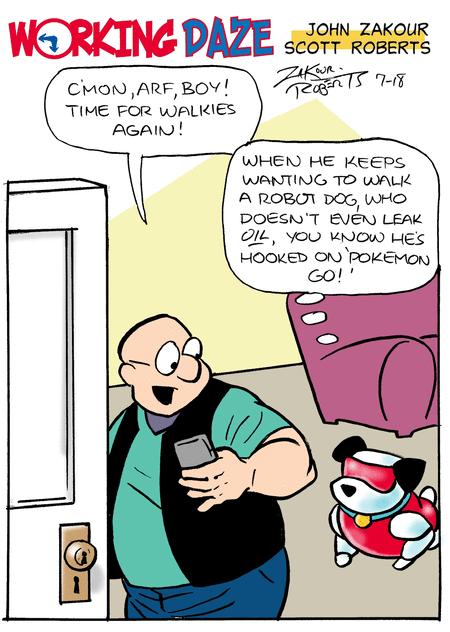 WORKING DAZE
JOHN ZAKOUR
SCOTT ROBERTS
ZAKOUR-
ROBERTS 7-18
C'MON, ARF, BOY!
TIME FOR WALKIES
AGAIN!
WHEN HE KEEPS
WANTING TO WALK
A ROBOT DOG, WHO
DOESN'T EVEN LEAK
OIL, YOU KNOW HE'S
HOOKED ON 'POKEMON
GO!'